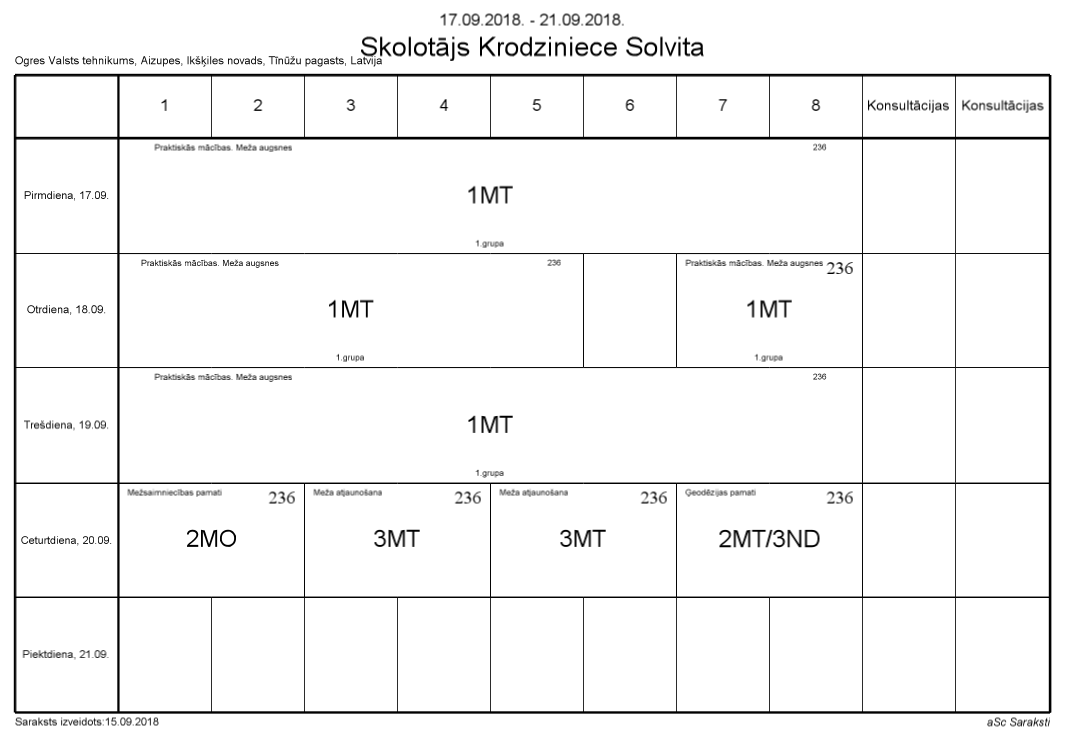 17.09.2018. - 21.09.2018.
Skolotājs Krodziniece Solvita
Ogres Valsts tehnikums, Aizupes, Ikšķiles novads, Tīnūžu pagasts, Latvija
1 2 3 4 5 6 7 8 Konsultācijas Konsultācijas
Praktiskās mācības. Meža augsnes 236
Pirmdiena, 17.09. 1MT
1.grupa
Praktiskās mācības. Meža augsnes 236 Praktiskās mācības. Meža augsnes 236
Otrdiena, 18.09. 1MT 1MT
1.grupa 1.grupa
Praktiskās mācības. Meža augsnes 236
Trešdiena, 19.09. 1MT
1.grupa
Mežsaimniecības pamati 236 Meža atjaunošana 236 Meža atjaunošana 236 Ģeodēzijas pamati 236
Ceturtdiena, 20.09. 2MO 3MT 3MT 2MT/3ND
Piektdiena, 21.09.
Saraksts izveidots:15.09.2018 aSc Saraksti